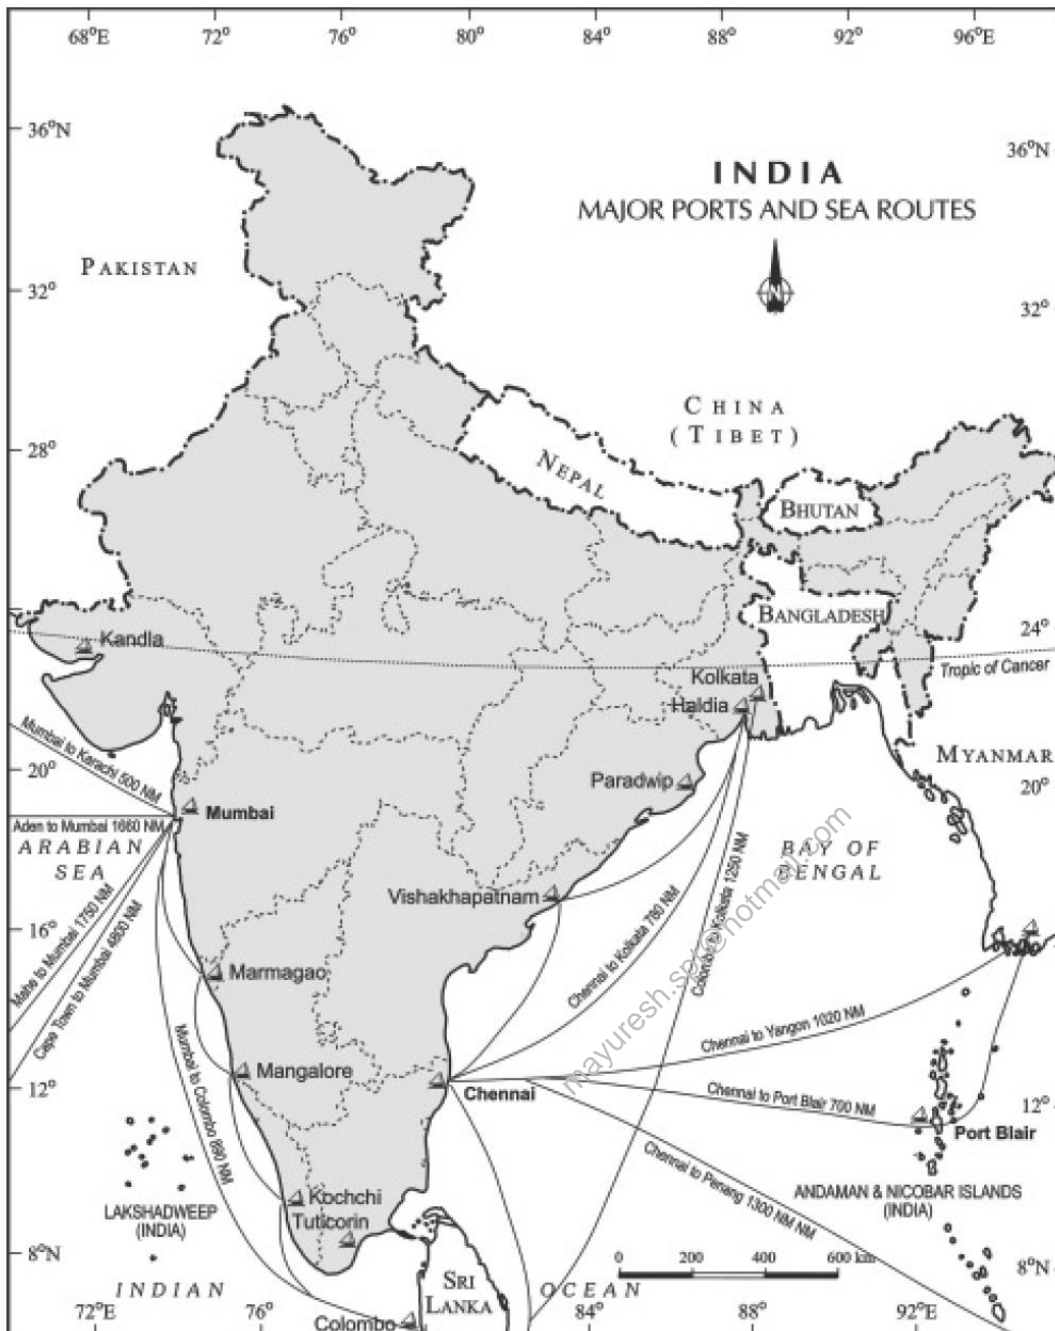 68°E 72° 76° 80° 84° 88° 92° 96°E
36°N
36°N
INDIA
MAJOR PORTS AND SEA ROUTES
N
PAKISTAN
32°
32°
CHINA
(TIBET)
28°
NEPAL
BHUTAN
BANGLADESH
24°
Kandla
Tropic of Cancer
Kolkata
Haldia
Mumbai to Karachi 500 NM
MYANMAR
20°
20°
Paradwip
Mumbai
Aden to Mumbai 1660 NM
ARABIAN
SEA
BAY OF
BENGAL
Vishakhapatnam
Mahe to Mumbai 1750 NM
Cape Town to Mumbai 4800 NM
16°
Chennai to Kolkata 780 NM
Colombo to Kolkata 1250 NM
mayuresh.spt@hotmail.com
Marmagao
Chennai to Yangon 1020 NM
Mangalore
12°
Chennai
Chennai to Port Blair 700 NM
12°
Port Blair
Mumbai to Colombo 890 NM
Chennai to Penang 1300 NM NM
LAKSHADWEEP
(INDIA)
Kochchi
Tuticorin
ANDAMAN & NICOBAR ISLANDS
(INDIA)
8°N
0 200 400 600 km
8°N
INDIAN
OCEAN
SRI
LANKA
Colombo
72°E 76° 84° 88° 92°E